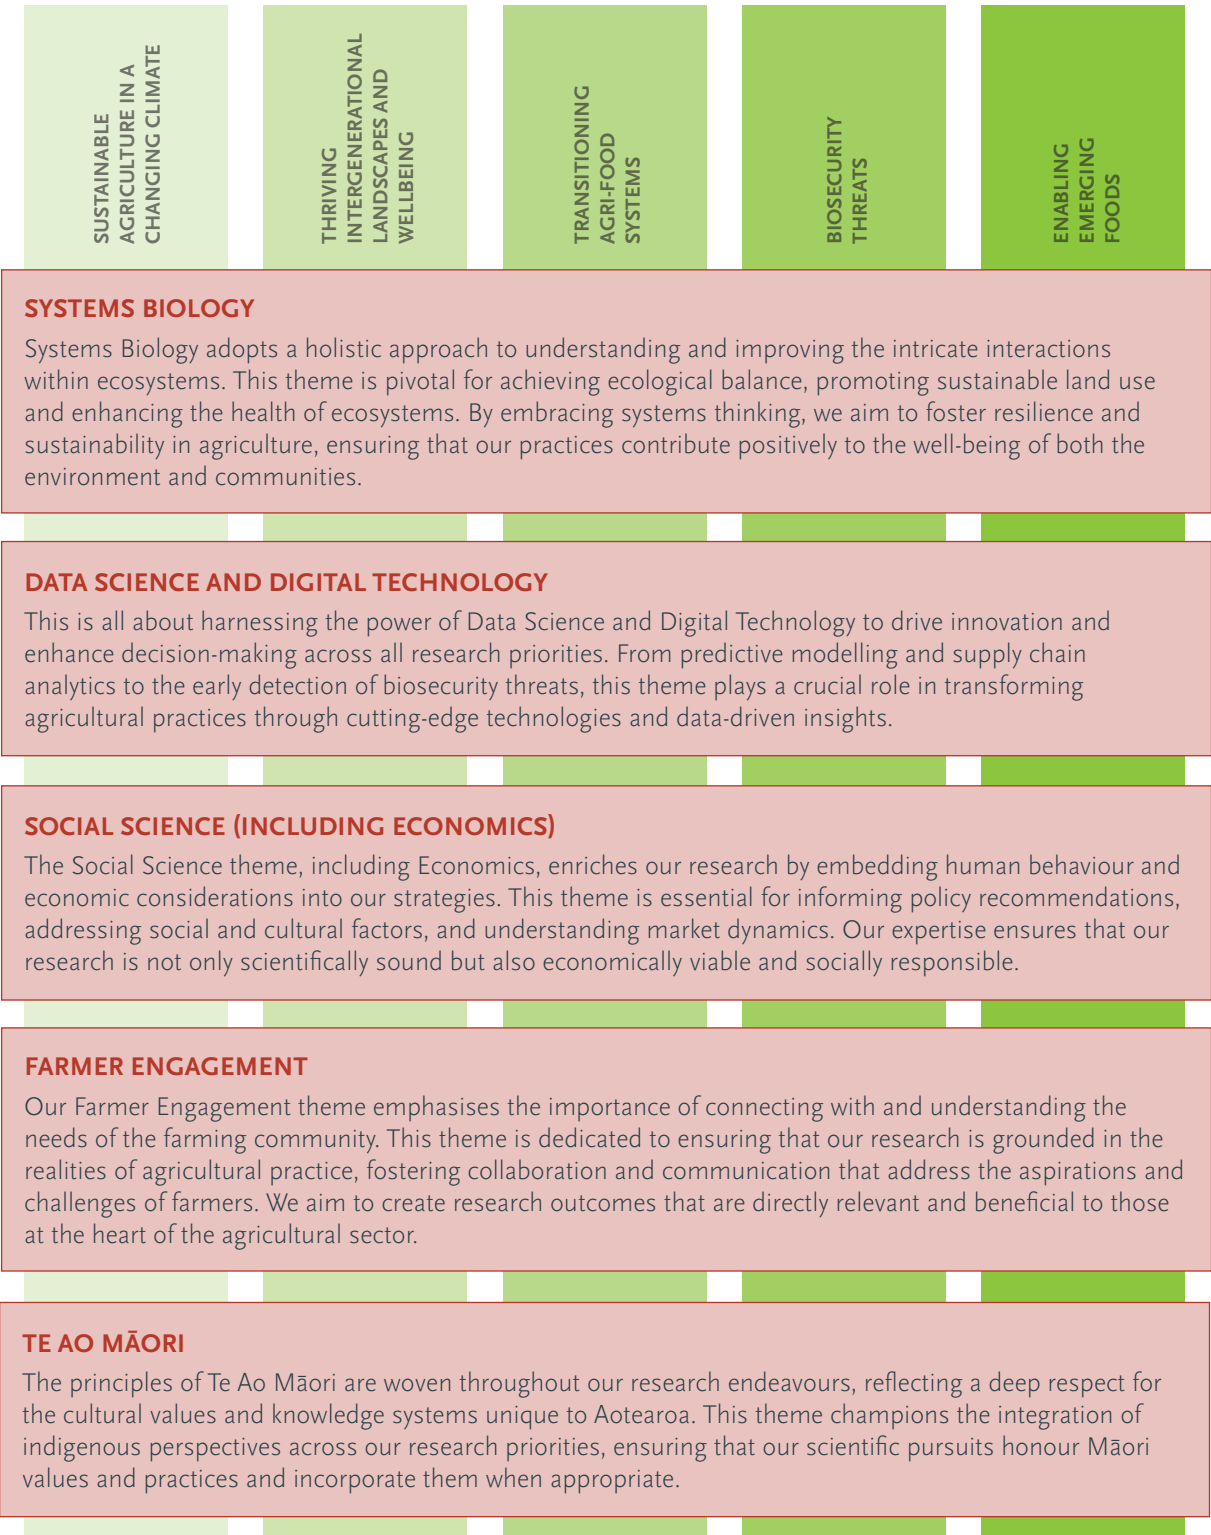 SUSTAINABLE
AGRICULTURE IN A
CHANGING CLIMATE
THRIVING
INTERGENERATIONAL
LANDSCAPES AND
WELLBEING
TRANSITIONING
AGRI-FOOD
SYSTEMS
BIOSECURITY
THREATS
ENABLING
EMERGING
FOODS
SYSTEMS BIOLOGY
Systems Biology adopts a holistic approach to understanding and improving the intricate interactions
within ecosystems. This theme is pivotal for achieving ecological balance, promoting sustainable land use
and enhancing the health of ecosystems. By embracing systems thinking, we aim to foster resilience and
sustainability in agriculture, ensuring that our practices contribute positively to the well-being of both the
environment and communities.
DATA SCIENCE AND DIGITAL TECHNOLOGY
This is all about harnessing the power of Data Science and Digital Technology to drive innovation and
enhance decision-making across all research priorities. From predictive modelling and supply chain
analytics to the early detection of biosecurity threats, this theme plays a crucial role in transforming
agricultural practices through cutting-edge technologies and data-driven insights.
SOCIAL SCIENCE (INCLUDING ECONOMICS)
The Social Science theme, including Economics, enriches our research by embedding human behaviour and
economic considerations into our strategies. This theme is essential for informing policy recommendations,
addressing social and cultural factors, and understanding market dynamics. Our expertise ensures that our
research is not only scientifically sound but also economically viable and socially responsible.
FARMER ENGAGEMENT
Our Farmer Engagement theme emphasises the importance of connecting with and understanding the
needs of the farming community. This theme is dedicated to ensuring that our research is grounded in the
realities of agricultural practice, fostering collaboration and communication that address the aspirations and
challenges of farmers. We aim to create research outcomes that are directly relevant and beneficial to those
at the heart of the agricultural sector.
TE AO MĀORI
The principles of Te Ao Māori are woven throughout our research endeavours, reflecting a deep respect for
the cultural values and knowledge systems unique to Aotearoa. This theme champions the integration of
indigenous perspectives across our research priorities, ensuring that our scientific pursuits honour Māori
values and practices and incorporate them when appropriate.